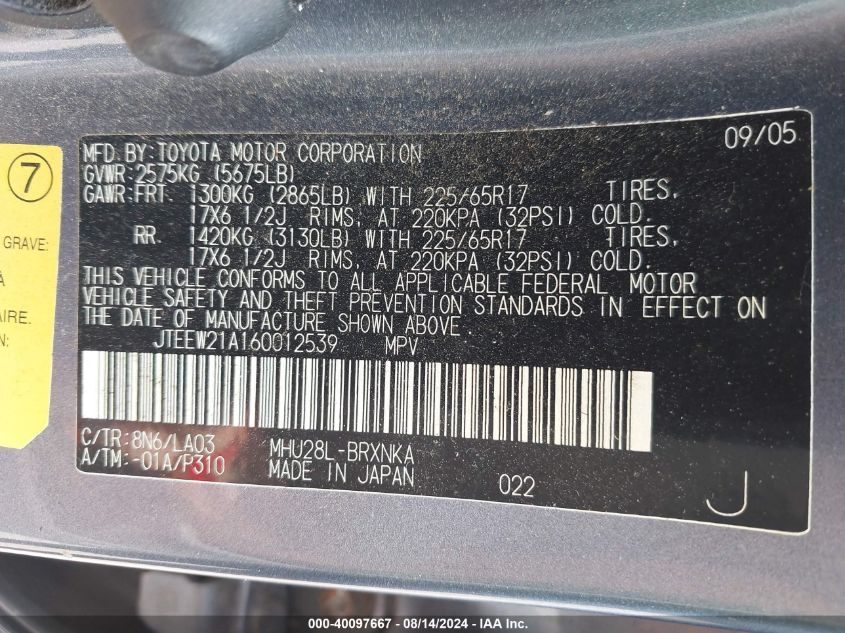 7
GRAVE:
A
AIRE.
N:
09/05
MFD BY: TOYOTA MOTOR CORPORATION
GVWR: 2575KG (5675LB)
GAWR: FRT. 1300KG (2865LB) WITH 225/65R17 TIRES,
17X6 1/2J RIMS, AT 220KPA (32PSI) COLD.
RR. 1420KG (3130LB) WITH 225/65R17 TIRES,
17X6 1/2J RIMS, AT 220KPA (32PSI) COLD.
THIS VEHICLE CONFORMS TO ALL APPLICABLE FEDERAL MOTOR
VEHICLE SAFETY AND THEFT PREVENTION STANDARDS IN EFFECT ON
THE DATE OF MANUFACTURE SHOWN ABOVE.
JTEEW21A160012539 MPV
C/TR: 8N6/LA03 MHU28L-BRXNKA
A/TM: -01A/P310 MADE IN JAPAN 022 J
000-40097667 - 08/14/2024 - IAA Inc.